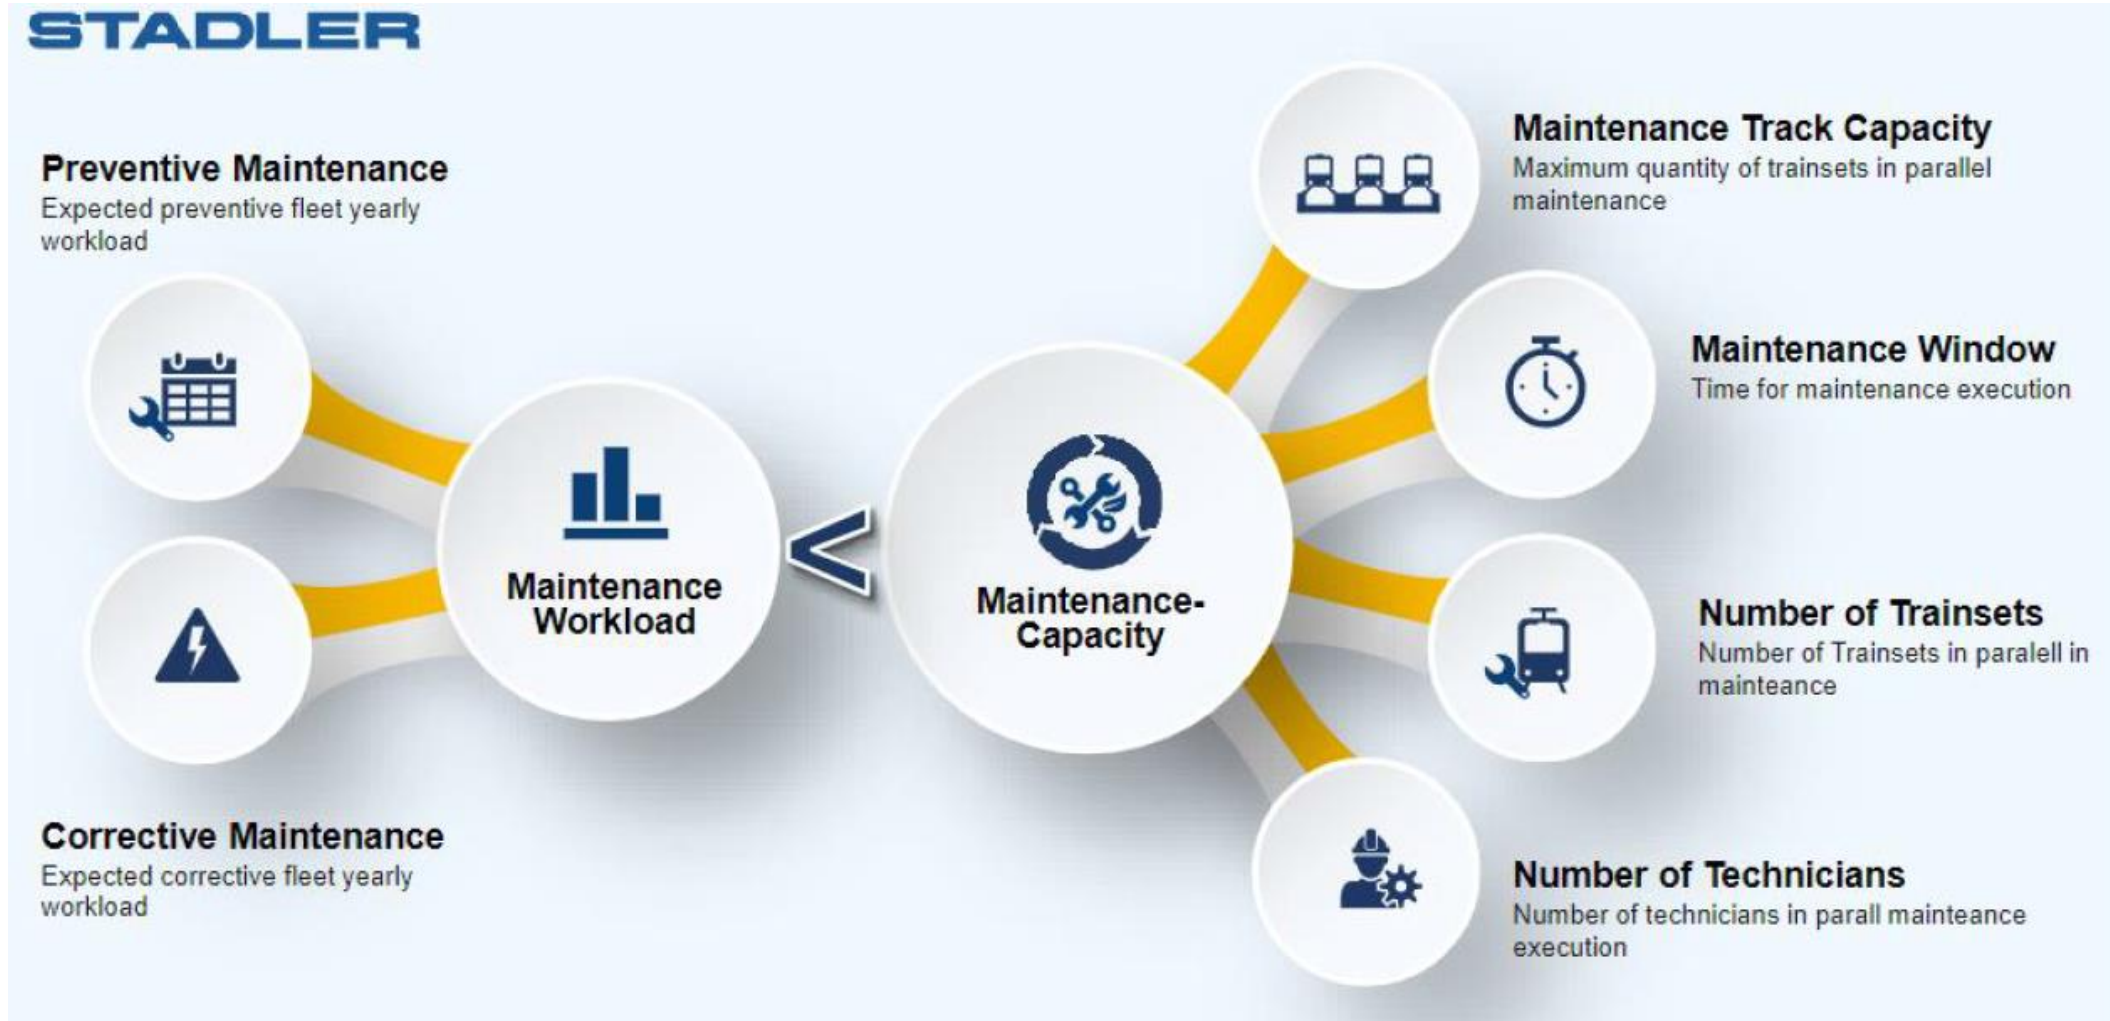 STADLER
Preventive Maintenance
Expected preventive fleet yearly
workload
Maintenance
Workload
Corrective Maintenance
Expected corrective fleet yearly
workload
<
Maintenance-
Capacity
Maintenance Track Capacity
Maximum quantity of trainsets in parallel
maintenance
Maintenance Window
Time for maintenance execution
Number of Trainsets
Number of Trainsets in paralell in
mainteance
Number of Technicians
Number of technicians in parall mainteance
execution